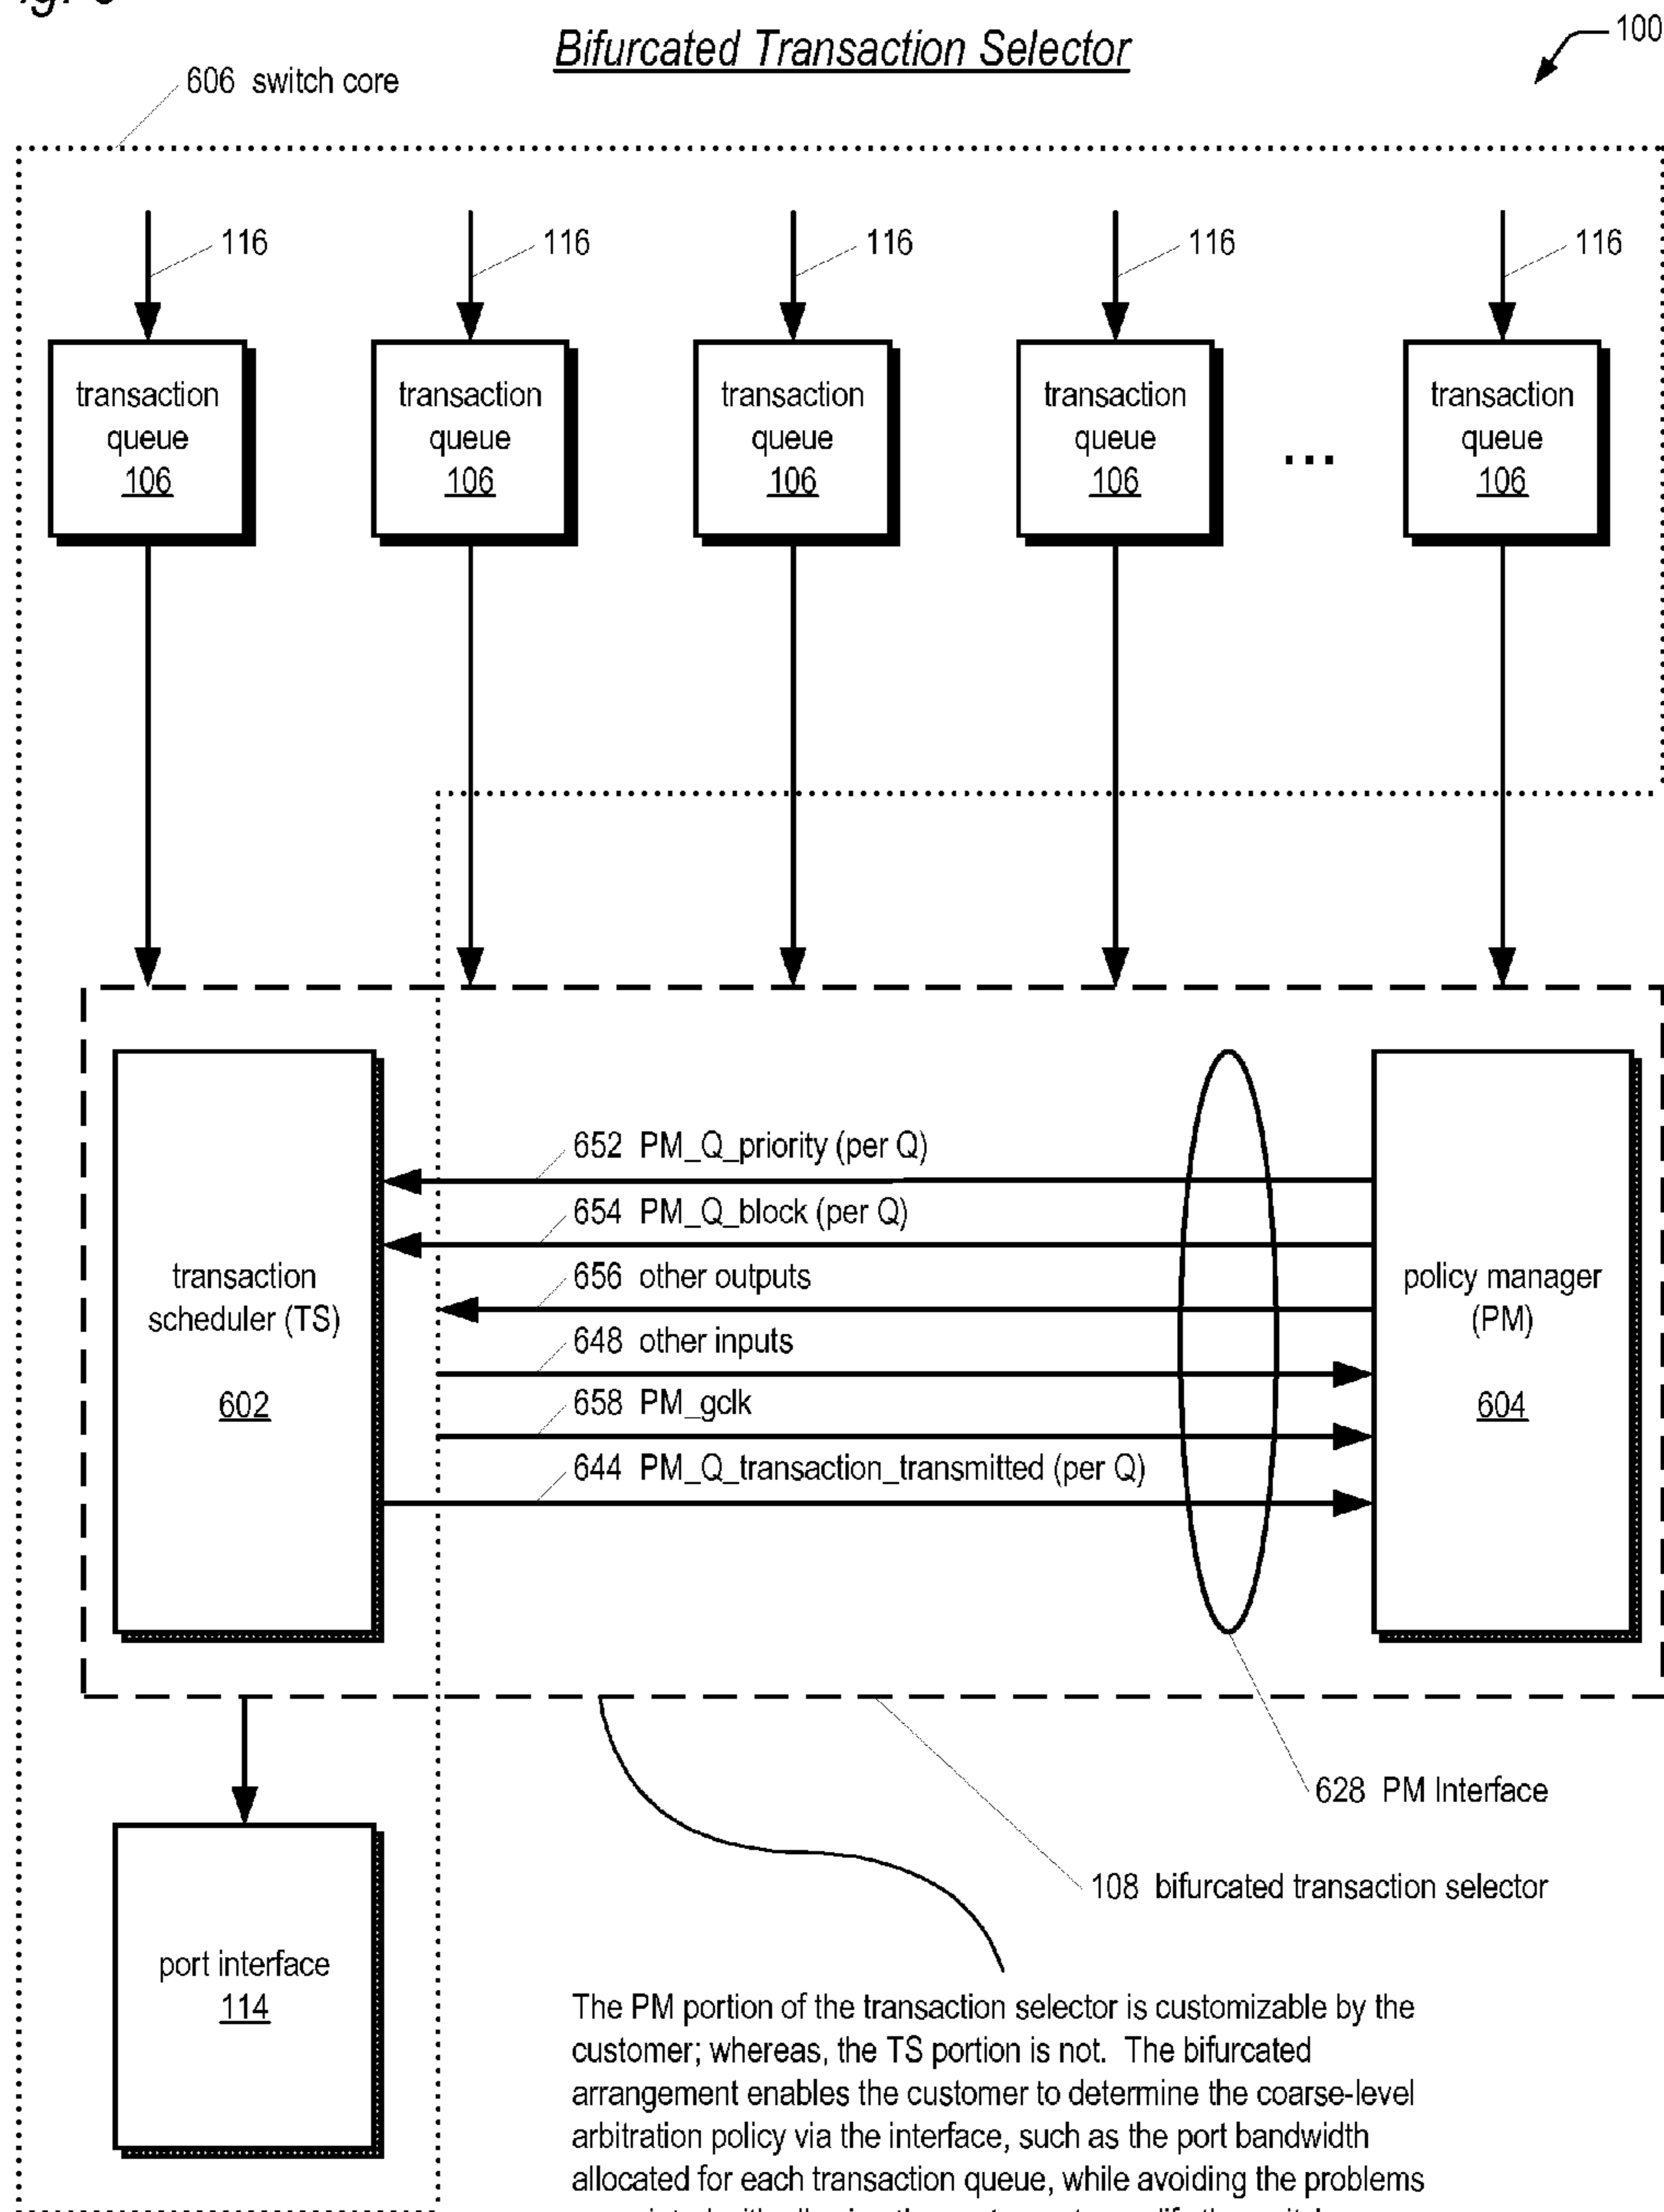 Bifurcated Transaction Selector
100
606 switch core
116 116 116 116 116
transaction transaction transaction transaction transaction
queue queue queue queue ... queue
106 106 106 106 106
652 PM_Q_priority (per Q)
654 PM_Q_block (per Q)
656 other outputs
648 other inputs
658 PM_gclk
644 PM_Q_transaction_transmitted (per Q)
transaction
scheduler (TS)
602
policy manager
(PM)
604
628 PM Interface
108 bifurcated transaction selector
port interface
114
The PM portion of the transaction selector is customizable by the
customer; whereas, the TS portion is not. The bifurcated
arrangement enables the customer to determine the coarse-level
arbitration policy via the interface, such as the port bandwidth
allocated for each transaction queue, while avoiding the problems